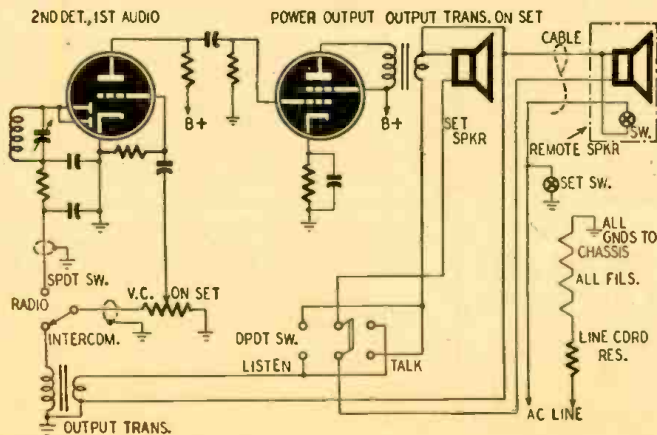 2ND DET., 1ST AUDIO
POWER OUTPUT
OUTPUT TRANS. ON SET
CABLE
B+
B+
SET
SPKR
SW.
REMOTE SPKR
SET SW.
ALL
GNDS TO
CHASSIS
ALL FILS.
LINE CORD
RES.
SPDT SW.
RADIO
V.C. ON SET
INTERCOM.
DPDT SW.
LISTEN
TALK
OUTPUT TRANS.
AC LINE